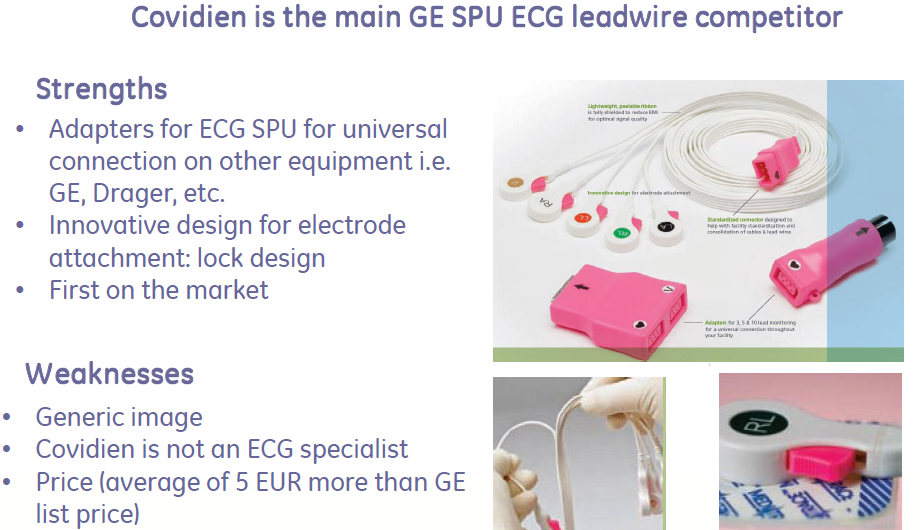 Covidien is the main GE SPU ECG leadwire competitor
Strengths
• Adapters for ECG SPU for universal
connection on other equipment i.e.
GE, Drager, etc.
• Innovative design for electrode
attachment: lock design
• First on the market
Weaknesses
• Generic image
• Covidien is not an ECG specialist
• Price (average of 5 EUR more than GE
list price)
Lightweight, peelable ribbon
is fully shielded to reduce EMI
for optimal signal quality
Innovative design for electrode attachment
Standardized connector designed to
help with facility standardization and
consolidation of cables & lead wires
Adapters for 3, 5 & 10 lead monitoring
for a universal connection throughout
your facility
RA
LL
RL
LA
V
RL